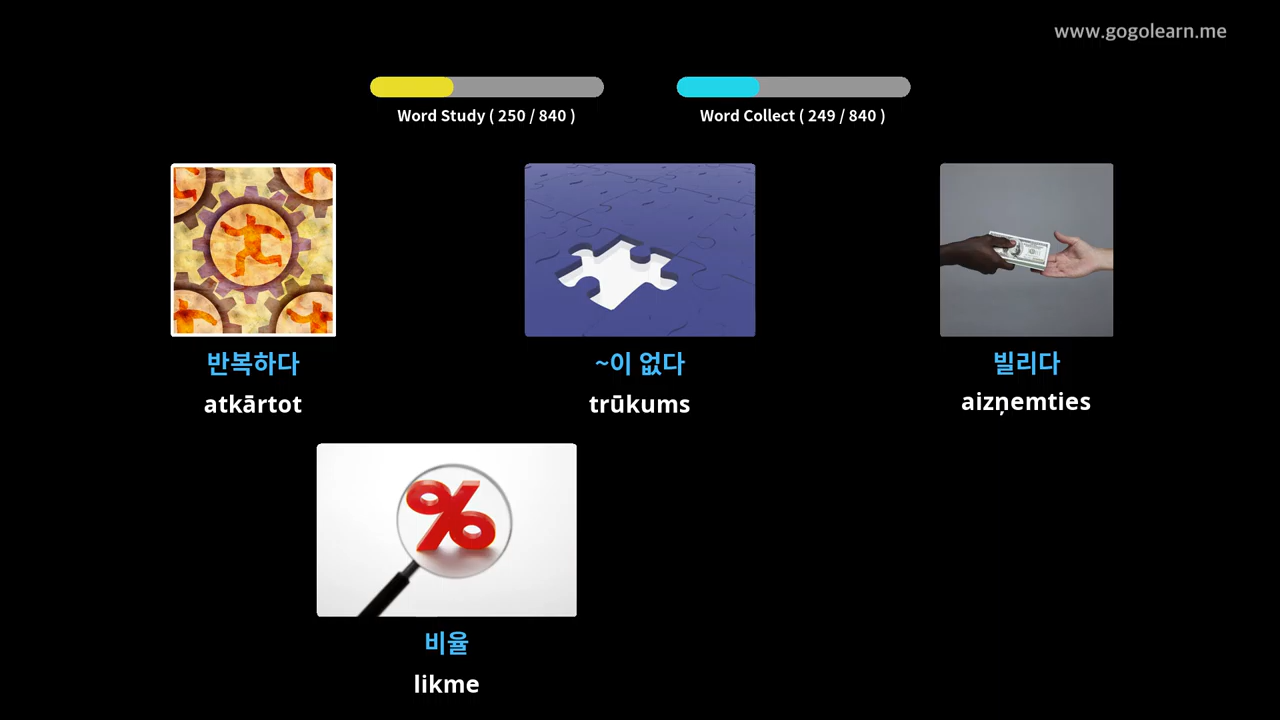 www.gogolearn.me
Word Study ( 250 / 840 )
Word Collect ( 249 / 840 )
반복하다
atkārtot
~이 없다
trūkums
빌리다
aizņemties
%
비율
likme